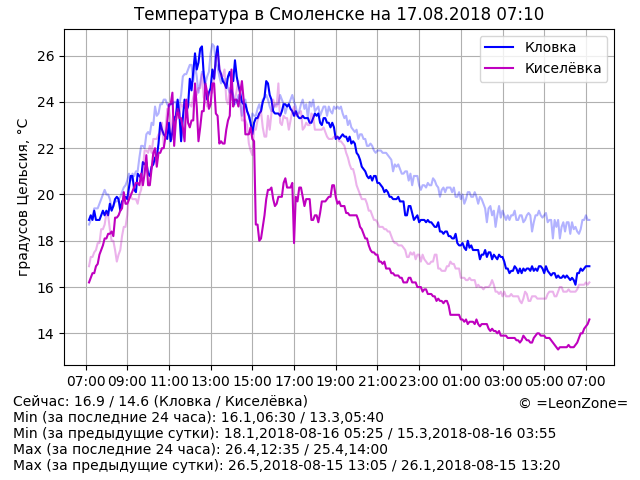 Температура в Смоленске на 17.08.2018 07:10
градусов Цельсия, °C
26
24
22
20
18
16
14
Кловка
Киселёвка
07:00 09:00 11:00 13:00 15:00 17:00 19:00 21:00 23:00 01:00 03:00 05:00 07:00
Сейчас: 16.9 / 14.6 (Кловка / Киселёвка)
© =LeonZone=
Min (за последние 24 часа): 16.1,06:30 / 13.3,05:40
Min (за предыдущие сутки): 18.1,2018-08-16 05:25 / 15.3,2018-08-16 03:55
Max (за последние 24 часа): 26.4,12:35 / 25.4,14:00
Max (за предыдущие сутки): 26.5,2018-08-15 13:05 / 26.1,2018-08-15 13:20